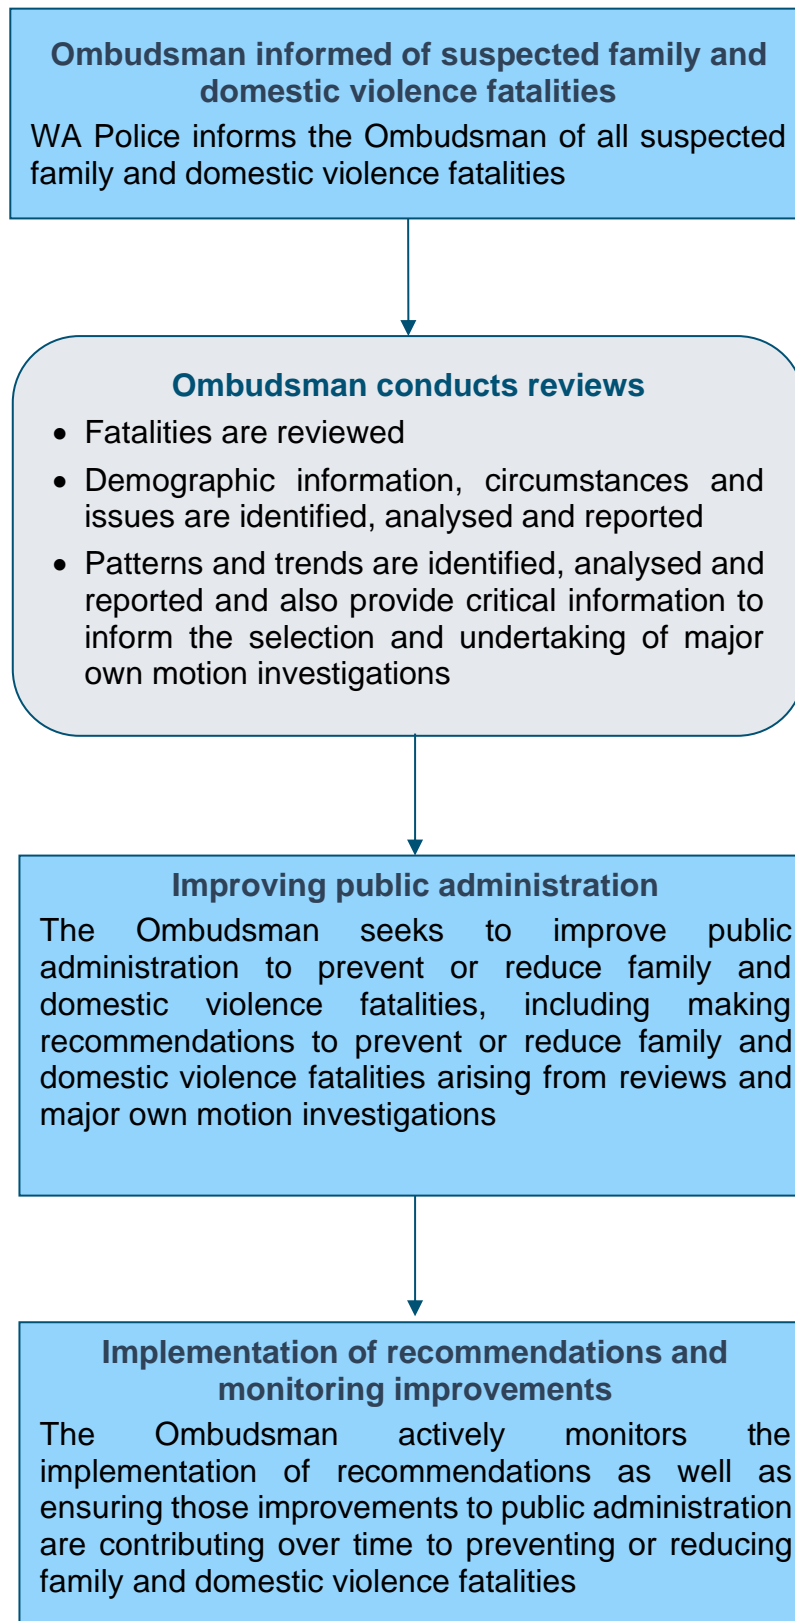 Ombudsman informed of suspected family and
domestic violence fatalities
WA Police informs the Ombudsman of all suspected
family and domestic violence fatalities
Ombudsman conducts reviews
• Fatalities are reviewed
• Demographic information, circumstances and
issues are identified, analysed and reported
• Patterns and trends are identified, analysed and
reported and also provide critical information to
inform the selection and undertaking of major
own motion investigations
Improving public administration
The Ombudsman seeks to improve public
administration to prevent or reduce family and
domestic violence fatalities, including making
recommendations to prevent or reduce family and
domestic violence fatalities arising from reviews and
major own motion investigations
Implementation of recommendations and
monitoring improvements
The Ombudsman actively monitors the
implementation of recommendations as well as
ensuring those improvements to public administration
are contributing over time to preventing or reducing
family and domestic violence fatalities